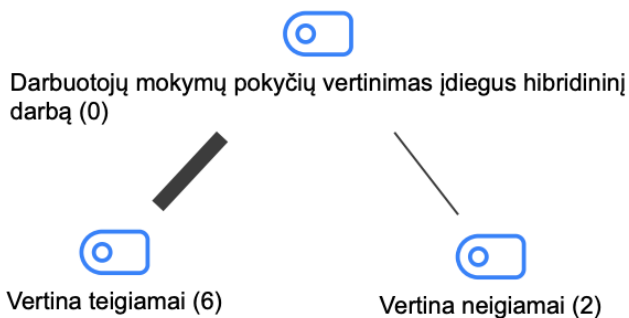 Darbuotojų mokymų pokyčių vertinimas įdiegus hibridininį
darbą (0)
Vertina teigiamai (6)
Vertina neigiamai (2)